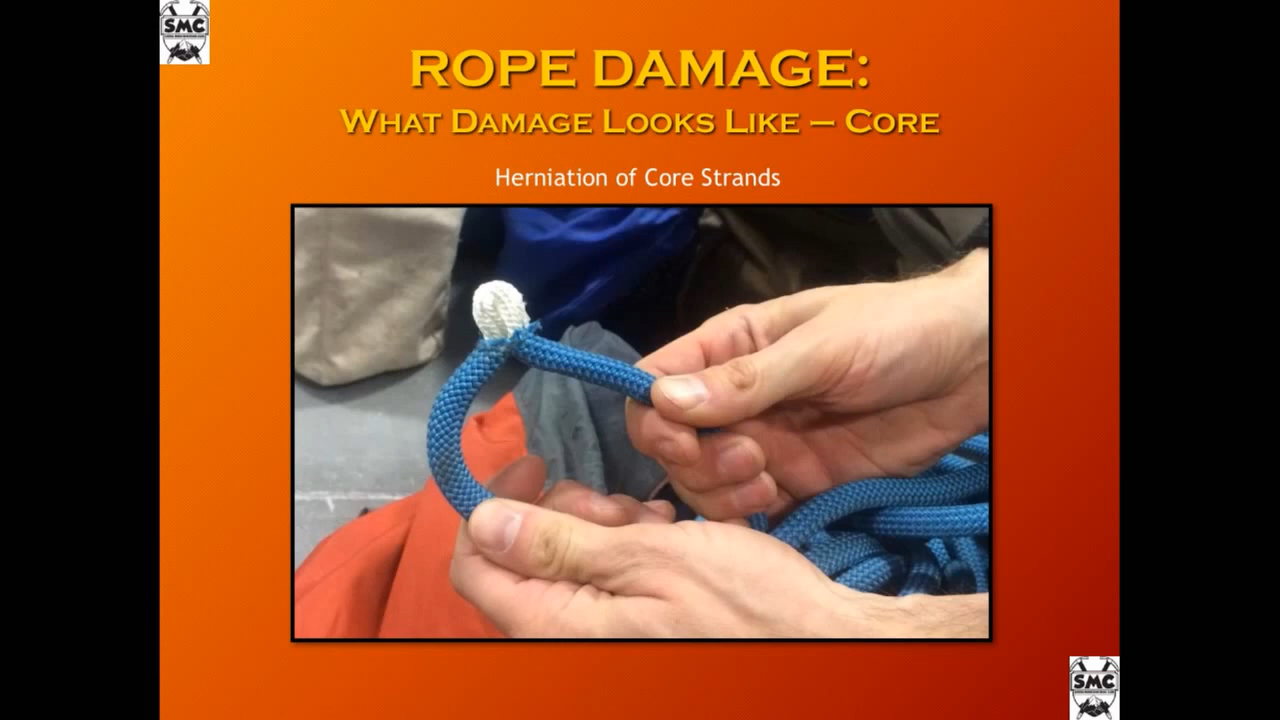 SMC
ROPE DAMAGE:
WHAT DAMAGE LOOKS LIKE – CORE
Herniation of Core Strands
SMC